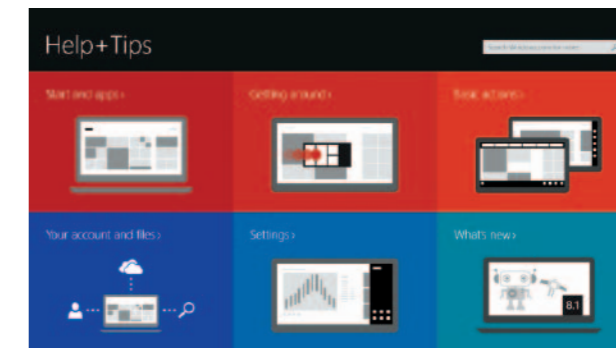 Help+Tips
Start and apps›
Getting around›
Basic actions›
Your account and files›
Settings›
What's new›
8.1